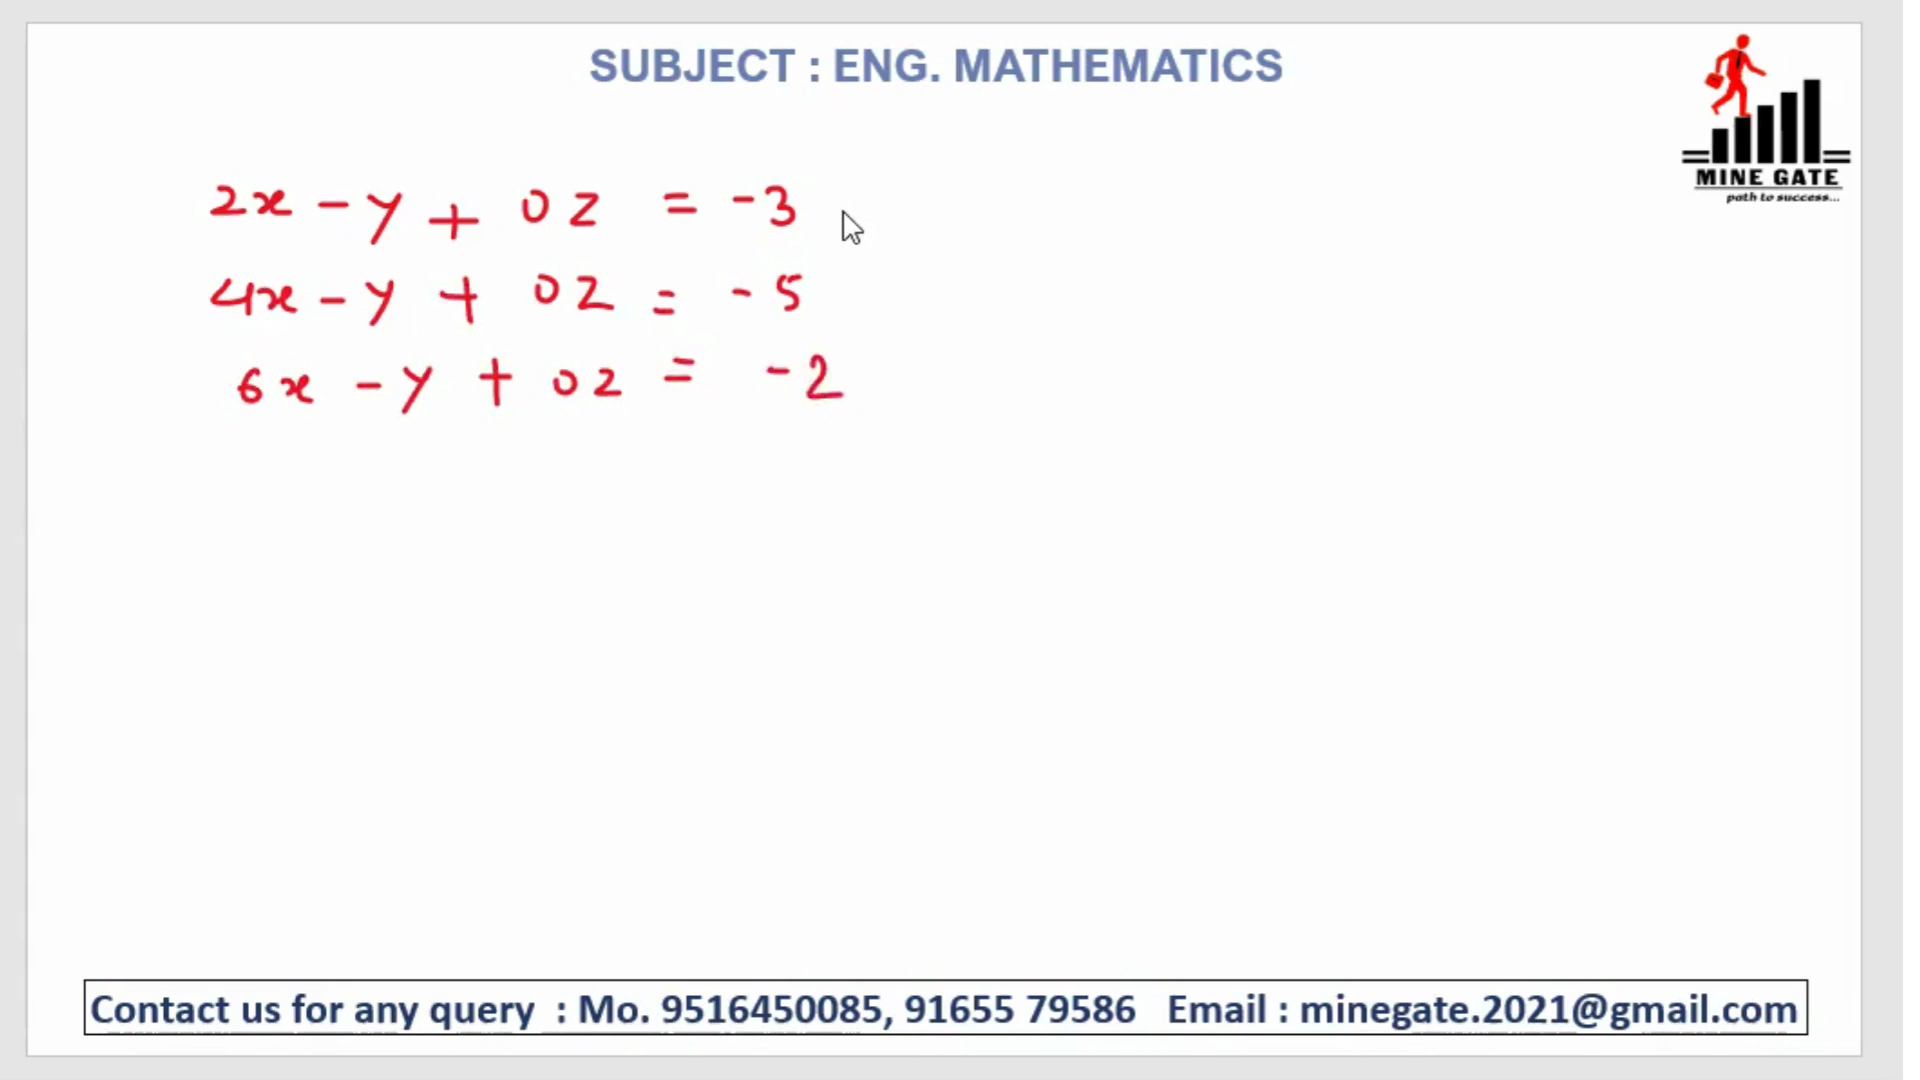 SUBJECT : ENG. MATHEMATICS
MINE GATE
path to success...
2x - y + 0z = -3
4x - y + 0z = -5
6x - y + 0z = -2
Contact us for any query : Mo. 9516450085, 91655 79586 Email : minegate.2021@gmail.com